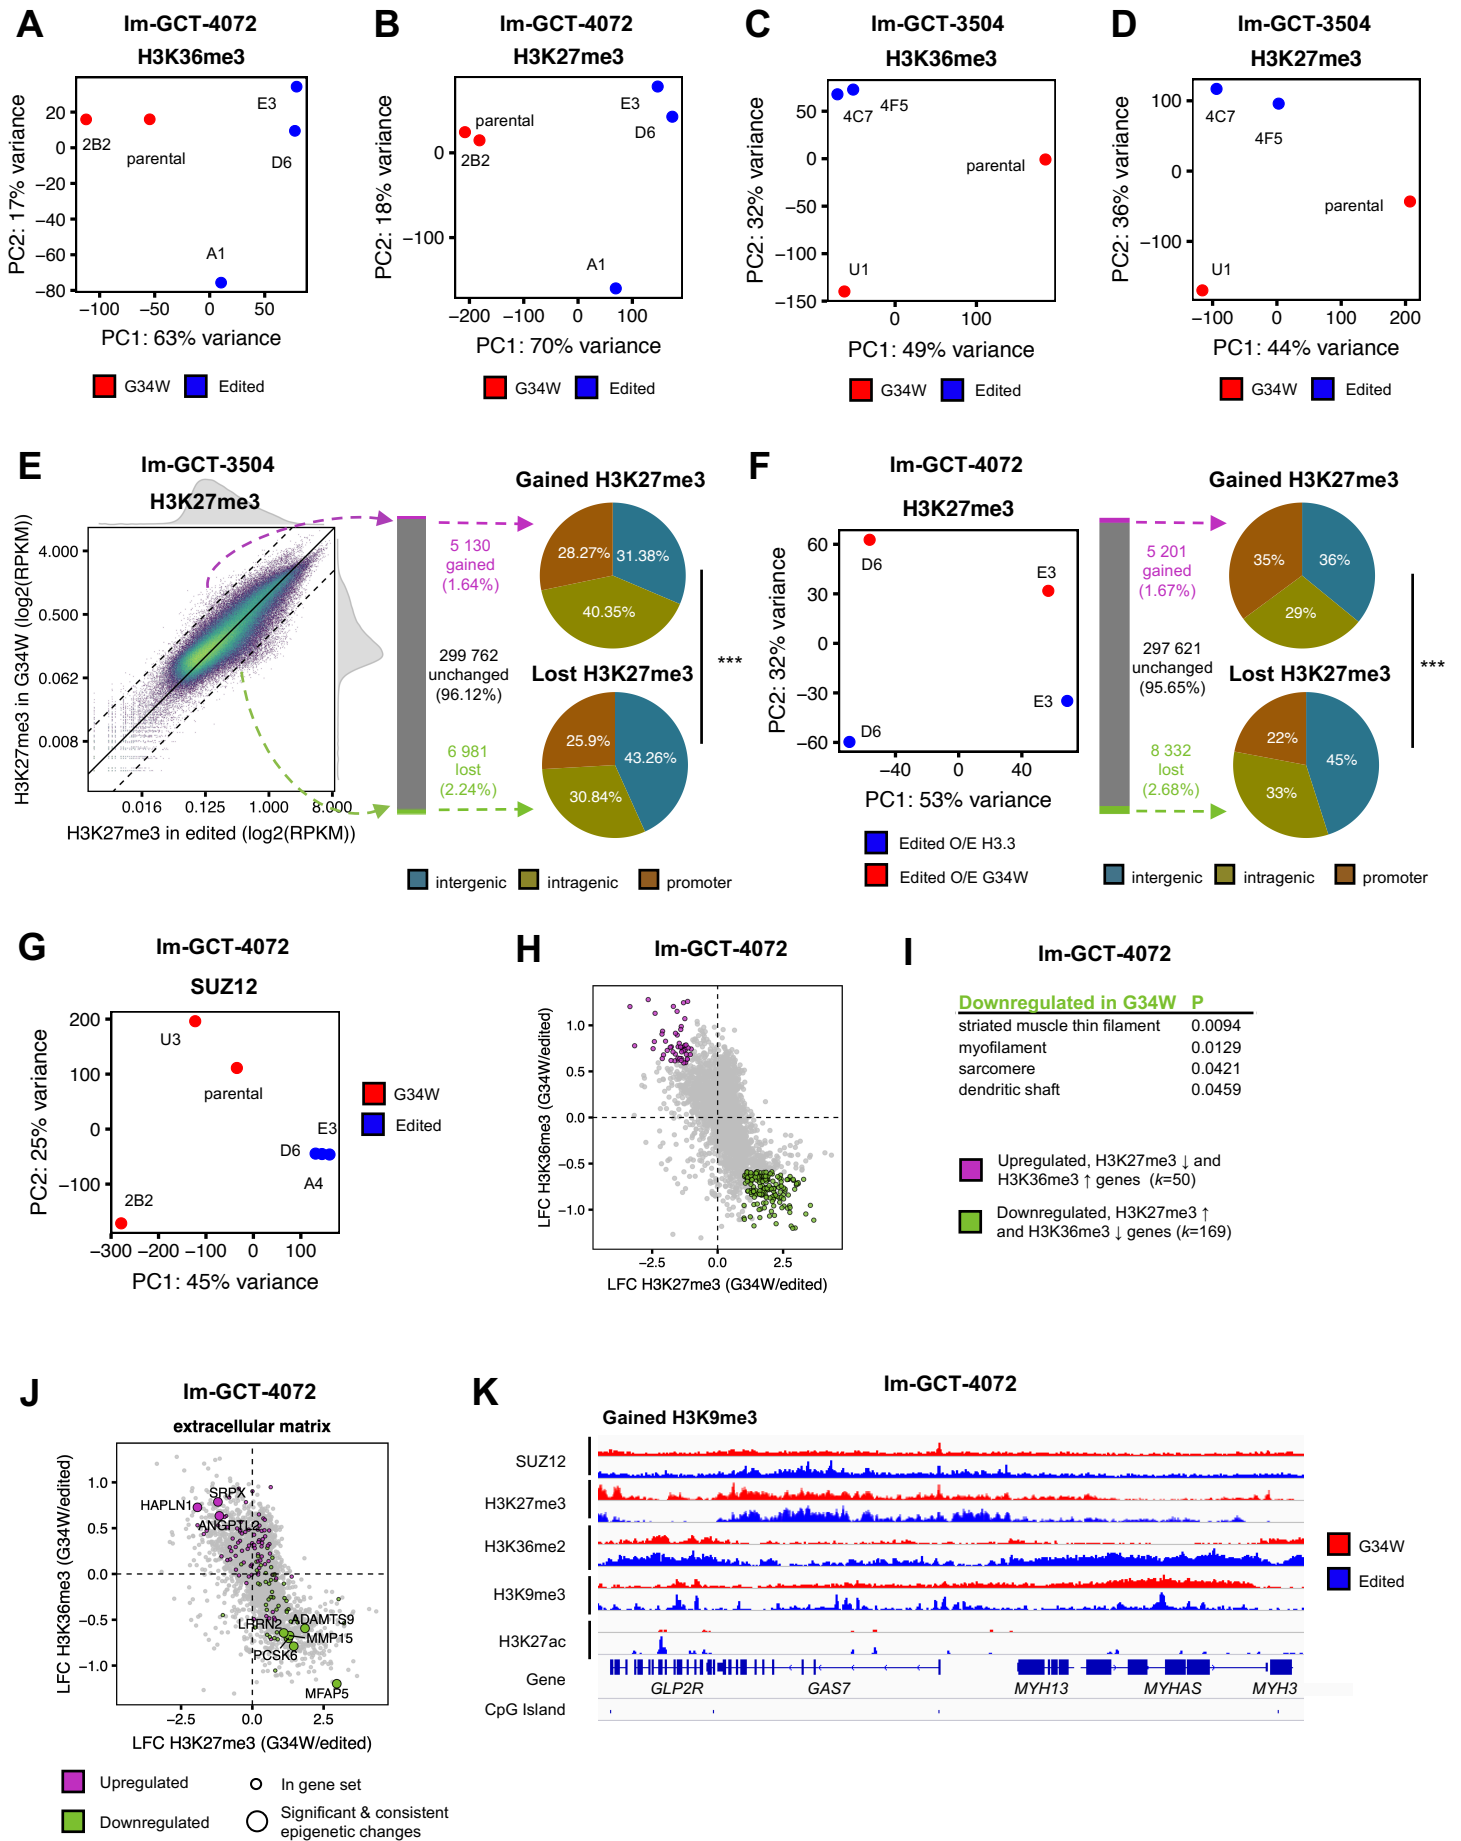 A
Im-GCT-4072
H3K36me3
PC2: 17% variance
20
0
−20
−40
−60
−80
2B2
parental
E3
D6
A1
−100
−50
0
50
PC1: 63% variance
G34W
Edited
B
Im-GCT-4072
H3K27me3
PC2: 18% variance
0
−100
parental
2B2
E3
D6
A1
−200
−100
0
100
PC1: 70% variance
G34W
Edited
C
Im-GCT-3504
H3K36me3
PC2: 32% variance
50
0
−50
−100
−150
4C7
4F5
parental
U1
0
100
PC1: 49% variance
G34W
Edited
D
Im-GCT-3504
H3K27me3
PC2: 36% variance
100
0
−100
4C7
4F5
parental
U1
−100
0
100
200
PC1: 44% variance
G34W
Edited
E
Im-GCT-3504
H3K27me3
H3K27me3 in G34W (log2(RPKM))
4.000
0.500
0.062
0.008
0.016
0.125
1.000
8.000
H3K27me3 in edited (log2(RPKM))
5 130
gained
(1.64%)
299 762
unchanged
(96.12%)
6 981
lost
(2.24%)
Gained H3K27me3
28.27%
31.38%
40.35%
Lost H3K27me3
25.9%
43.26%
30.84%
***
intergenic
intragenic
promoter
F
Im-GCT-4072
H3K27me3
PC2: 32% variance
60
30
0
−30
−60
D6
E3
E3
D6
−40
0
40
PC1: 53% variance
Edited O/E H3.3
Edited O/E G34W
5 201
gained
(1.67%)
297 621
unchanged
(95.65%)
8 332
lost
(2.68%)
Gained H3K27me3
35%
36%
29%
Lost H3K27me3
22%
45%
33%
***
intergenic
intragenic
promoter
G
Im-GCT-4072
SUZ12
PC2: 25% variance
200
100
0
−100
U3
parental
E3
D6
A4
2B2
−300
−200
−100
0
100
PC1: 45% variance
G34W
Edited
H
Im-GCT-4072
LFC H3K36me3 (G34W/edited)
1.0
0.5
0.0
−0.5
−1.0
−2.5
0.0
2.5
LFC H3K27me3 (G34W/edited)
I
Im-GCT-4072
Downregulated in G34W P
striated muscle thin filament 0.0094
myofilament 0.0129
sarcomere 0.0421
dendritic shaft 0.0459
Upregulated, H3K27me3 ↓ and
H3K36me3 ↑ genes (k=50)
Downregulated, H3K27me3 ↑
and H3K36me3 ↓ genes (k=169)
J
Im-GCT-4072
extracellular matrix
LFC H3K36me3 (G34W/edited)
1.0
0.5
0.0
−0.5
−1.0
HAPLN1
SRPX
ANGPTL2
LRRN2
ADAMTS9
MMP15
PCSK6
MFAP5
−2.5
0.0
2.5
LFC H3K27me3 (G34W/edited)
Upregulated
Downregulated
In gene set
Significant & consistent
epigenetic changes
K
Im-GCT-4072
Gained H3K9me3
SUZ12
H3K27me3
H3K36me2
H3K9me3
H3K27ac
Gene
GLP2R
GAS7
MYH13
MYHAS
MYH3
CpG Island
G34W
Edited